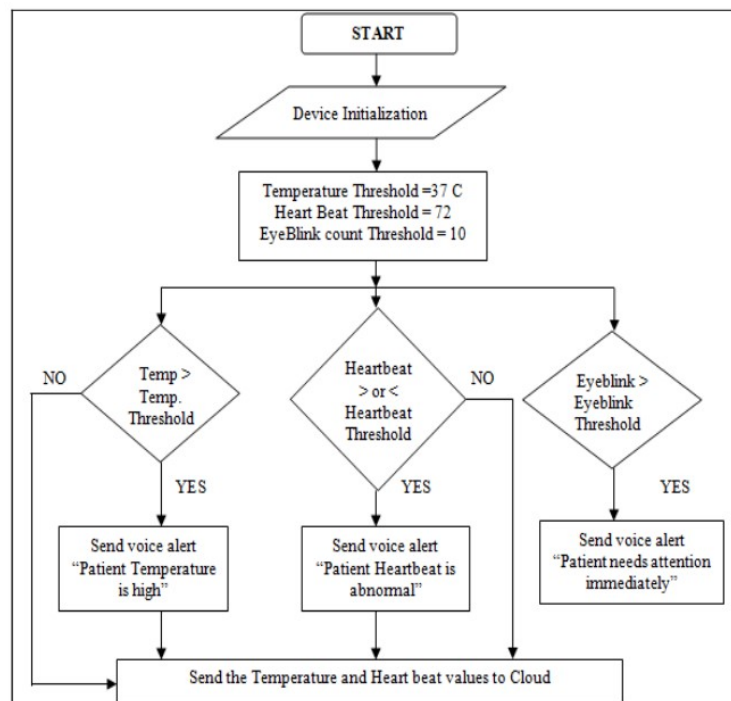 START
Device Initialization
Temperature Threshold =37 C
Heart Beat Threshold = 72
EyeBlink count Threshold = 10
NO
Temp >
Temp.
Threshold
YES
Heartbeat
> or <
Heartbeat
Threshold
NO
YES
Eyeblink >
Eyeblink
Threshold
YES
Send voice alert
“Patient Temperature
is high”
Send voice alert
“Patient Heartbeat is
abnormal”
Send voice alert
“Patient needs attention
immediately”
Send the Temperature and Heart beat values to Cloud